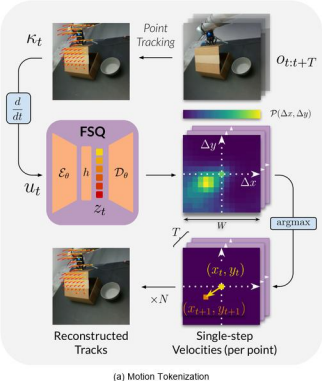 κ_t
Point
Tracking
o_{t:t+T}
d/dt
P(Δx, Δy)
FSQ
Δy
Δx
ℰ_θ
h
𝒟_θ
u_t
z_t
W
argmax
T
(x_t, y_t)
×N
(x_{t+1}, y_{t+1})
Reconstructed
Tracks
Single-step
Velocities (per point)
(a) Motion Tokenization